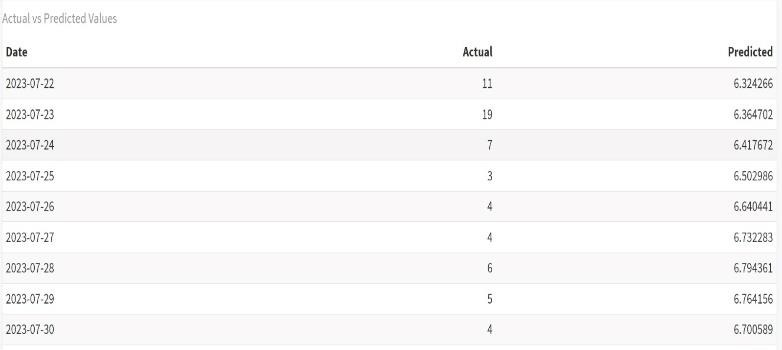 Actual vs Predicted Values
Date Actual Predicted
2023-07-22 11 6.324266
2023-07-23 19 6.364702
2023-07-24 7 6.417672
2023-07-25 3 6.502986
2023-07-26 4 6.640441
2023-07-27 4 6.732283
2023-07-28 6 6.794361
2023-07-29 5 6.764156
2023-07-30 4 6.700589